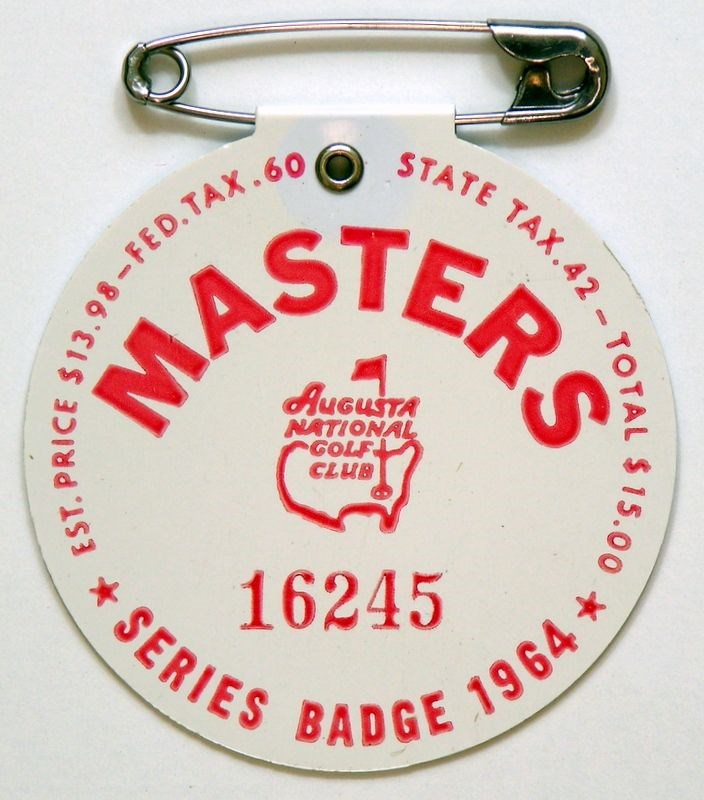 EST. PRICE $13.98 – FED. TAX .60 STATE TAX .42 – TOTAL $15.00
MASTERS
AUGUSTA
NATIONAL
GOLF
CLUB
16245
★ SERIES BADGE 1964 ★